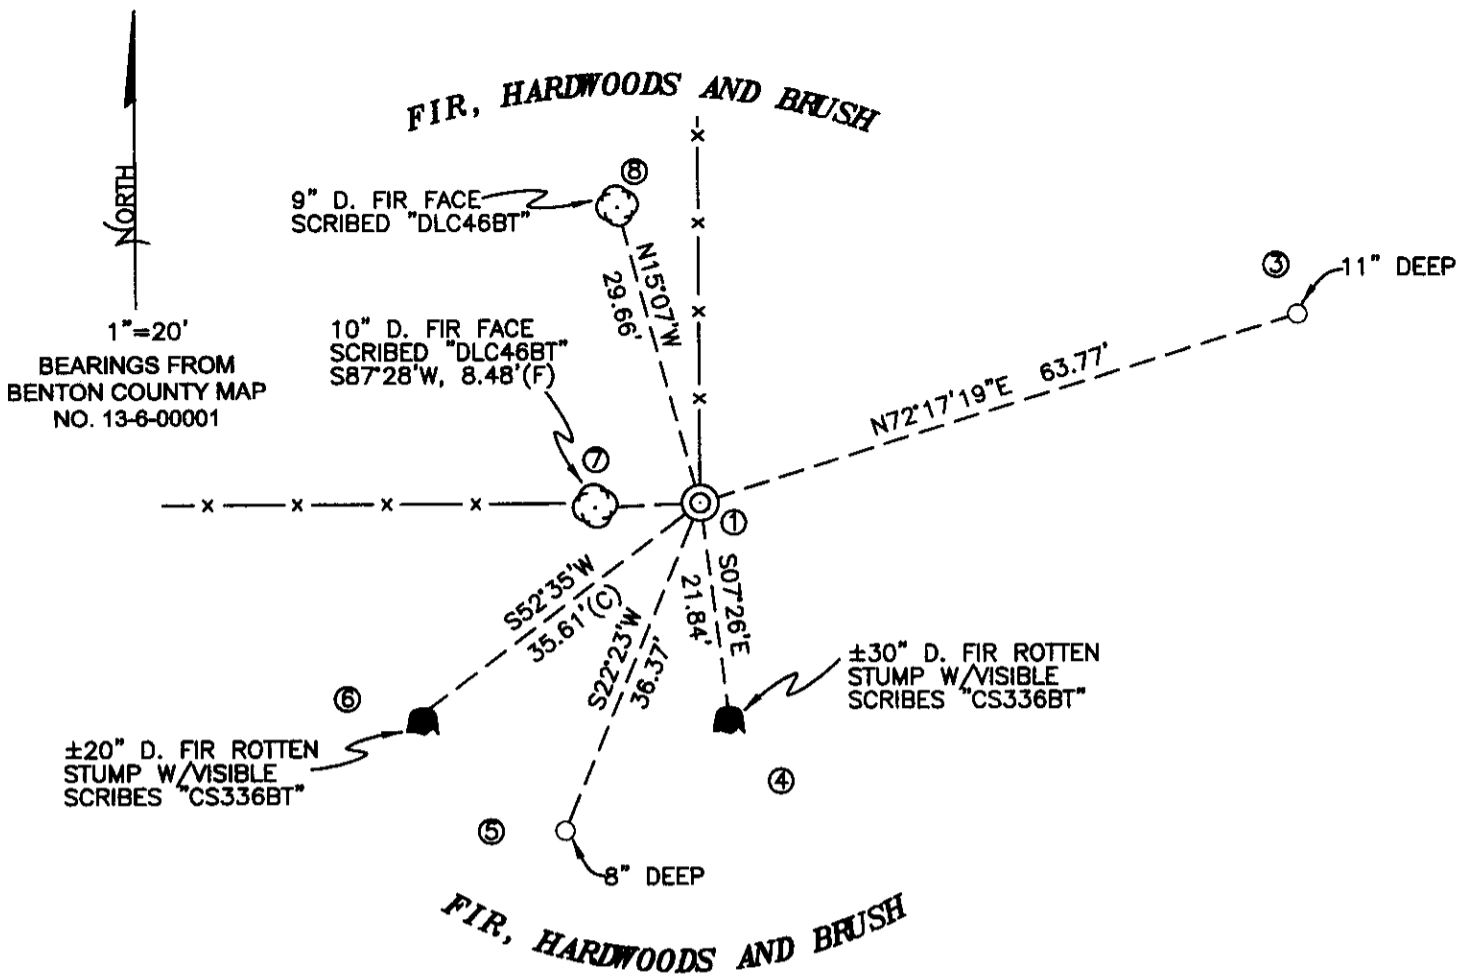 FIR, HARDWOODS AND BRUSH
NORTH
1"=20'
BEARINGS FROM
BENTON COUNTY MAP
NO. 13-6-00001
8
9" D. FIR FACE
SCRIBED "DLC46BT"
N15°07'W
29.66'
3
11" DEEP
10" D. FIR FACE
SCRIBED "DLC46BT"
S87°28'W, 8.48'(F)
N72°17'19"E 63.77'
7
1
S52°35'W
35.61'(C)
S22°23'W
36.37'
S07°26'E
21.84'
±30" D. FIR ROTTEN
STUMP W/VISIBLE
SCRIBES "CS336BT"
6
±20" D. FIR ROTTEN
STUMP W/VISIBLE
SCRIBES "CS336BT"
4
5
8" DEEP
FIR, HARDWOODS AND BRUSH